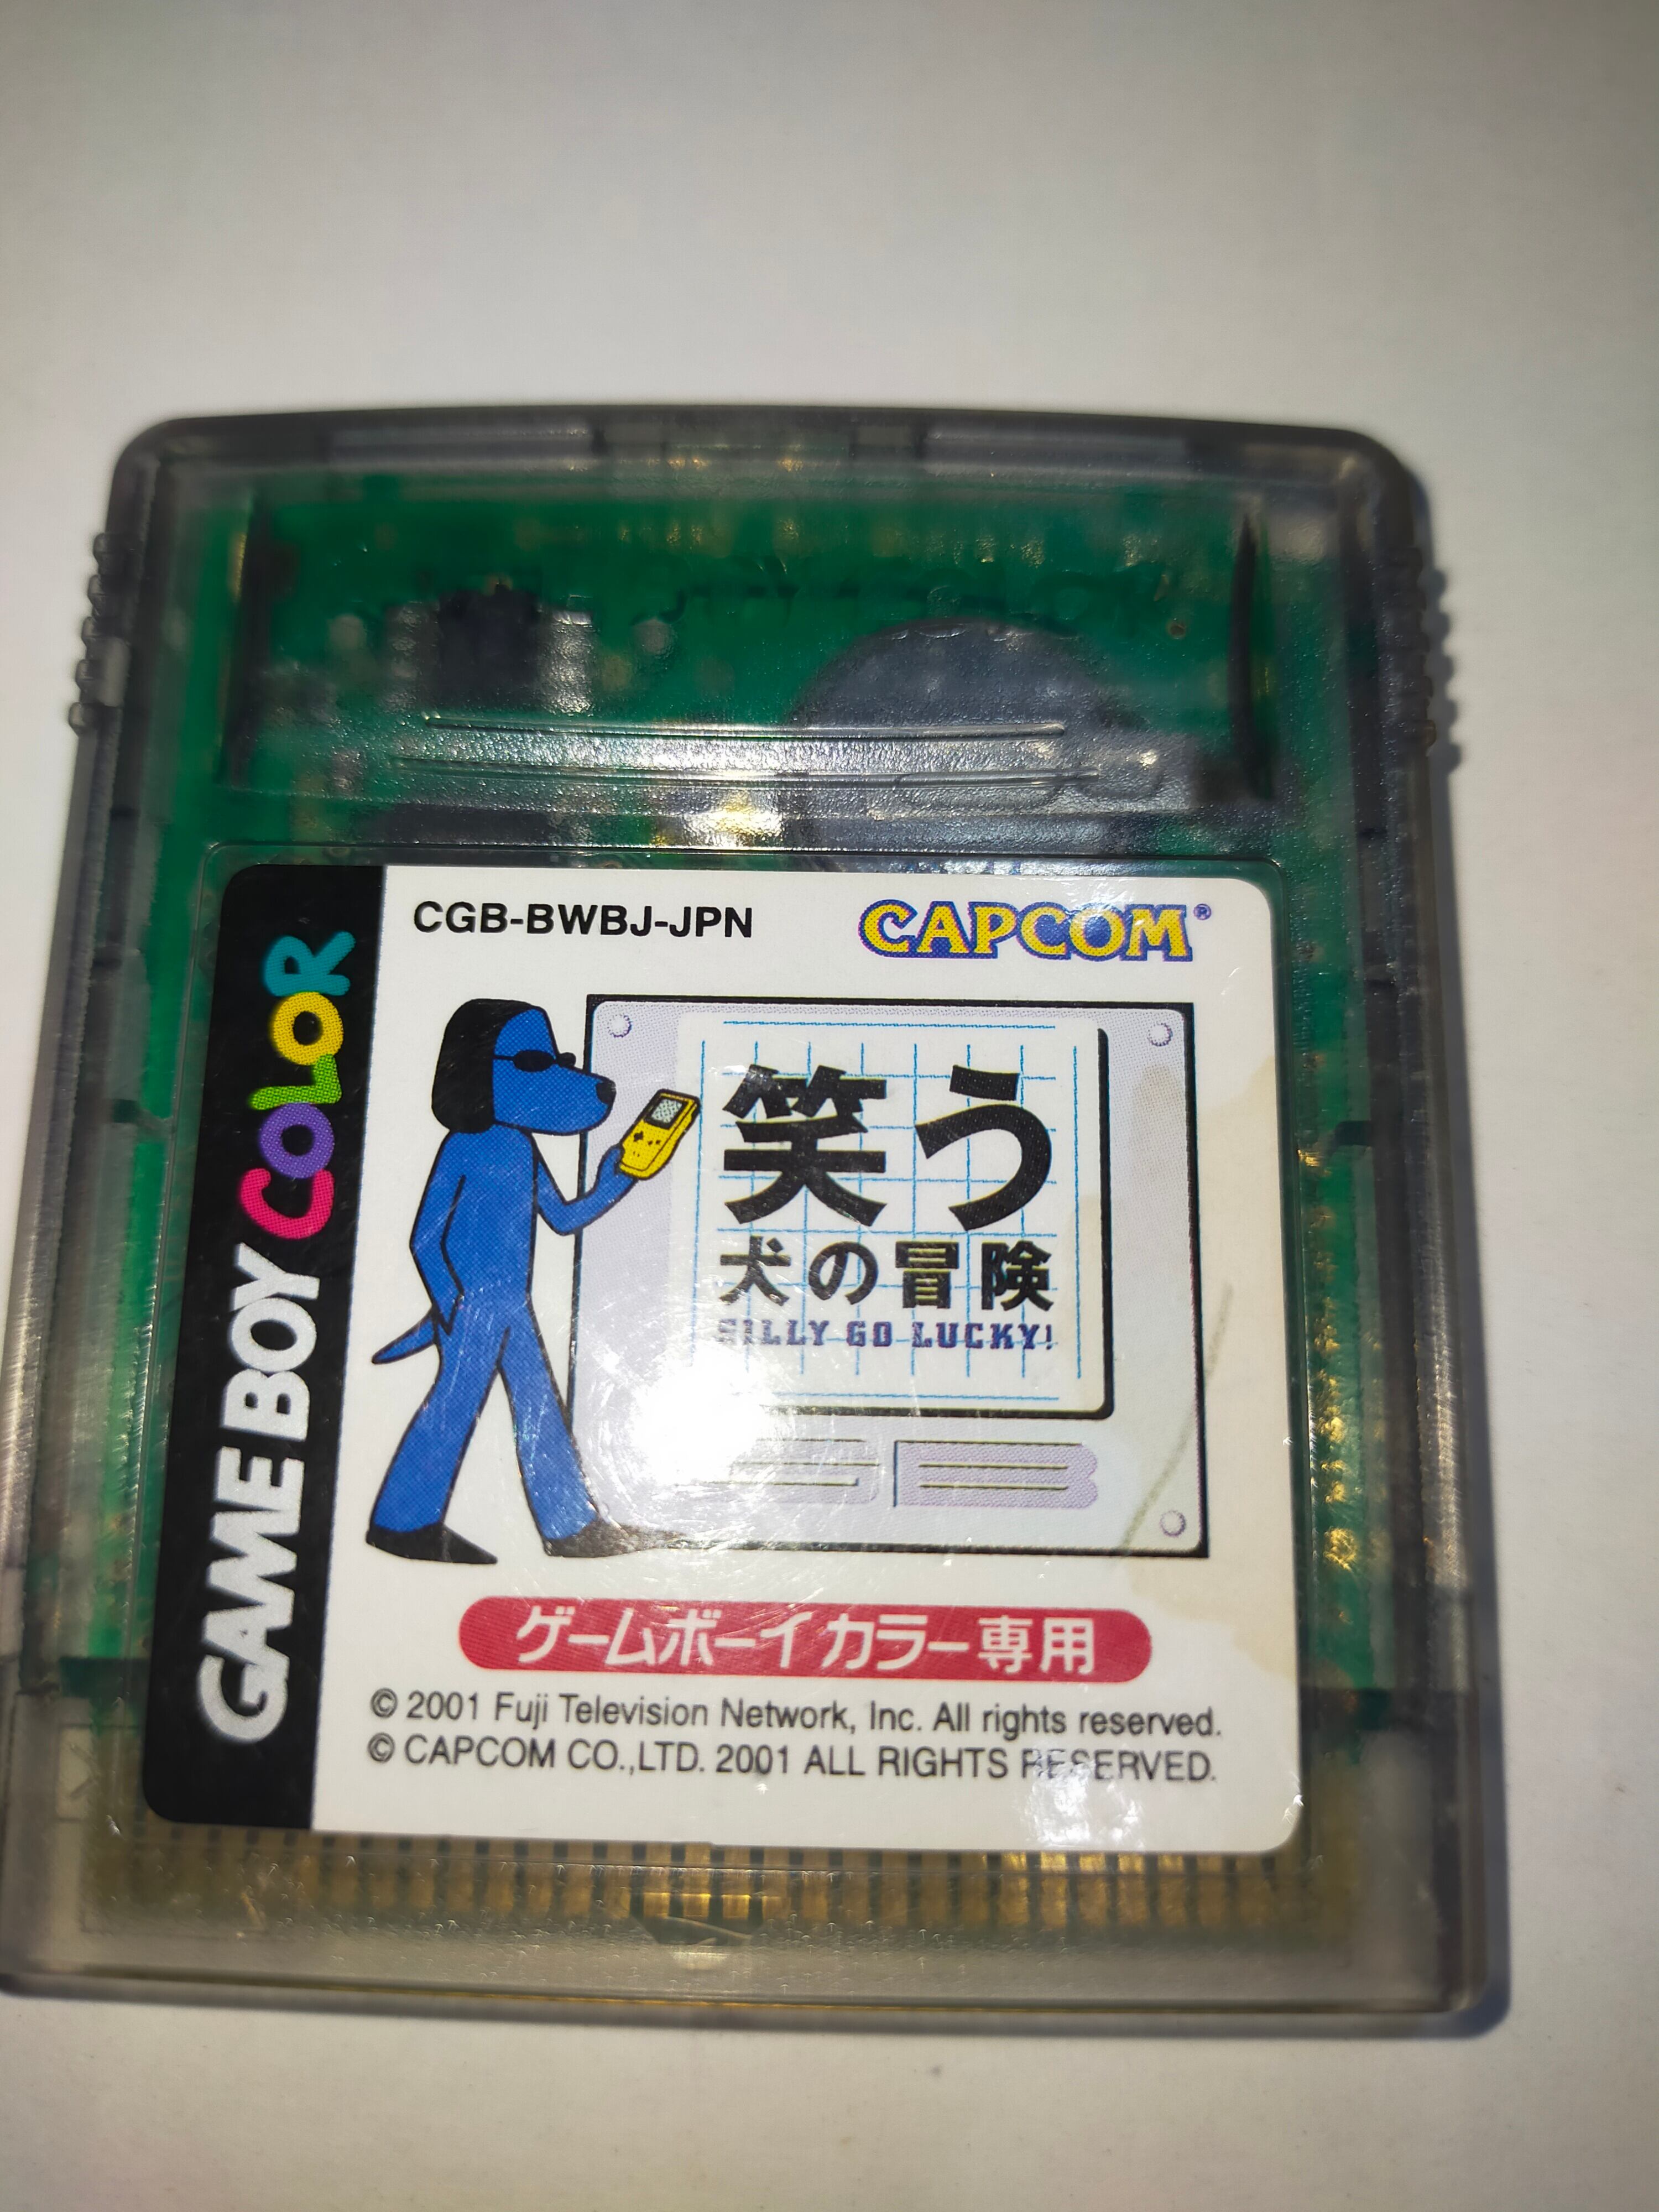 CGB-BWBJ-JPN
CAPCOM®
GAME BOY COLOR
笑う
犬の冒険
SILLY GO LUCKY!
GB
ゲームボーイカラー専用
© 2001 Fuji Television Network, Inc. All rights reserved.
© CAPCOM CO.,LTD. 2001 ALL RIGHTS RESERVED.